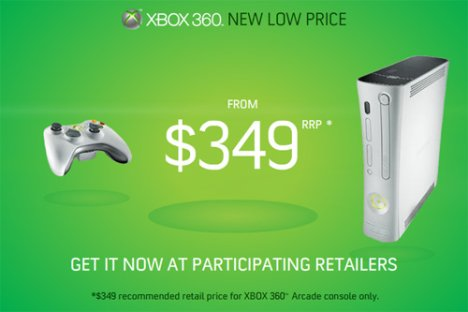 XBOX 360. NEW LOW PRICE
FROM
$349 RRP *
GET IT NOW AT PARTICIPATING RETAILERS
*$349 recommended retail price for XBOX 360™ Arcade console only.